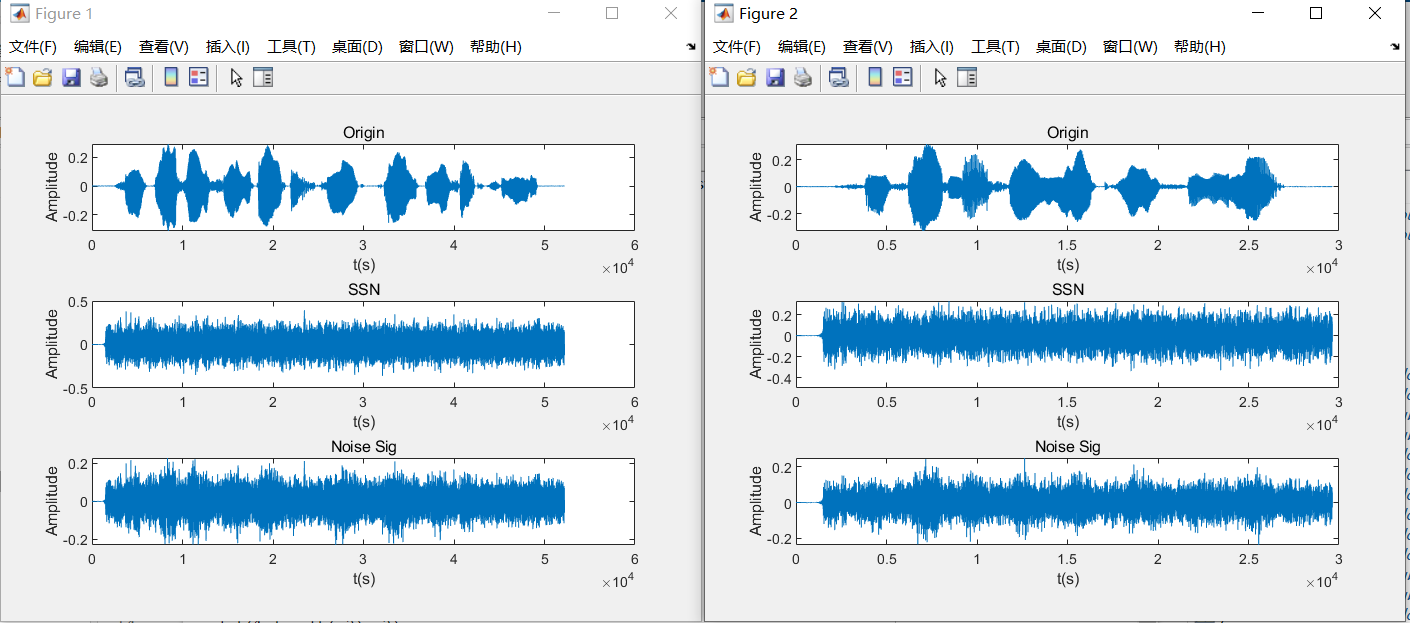 Figure 1
文件(F) 编辑(E) 查看(V) 插入(I) 工具(T) 桌面(D) 窗口(W) 帮助(H)
Origin
Amplitude
0.2
0
-0.2
0 1 2 3 4 5 6
t(s)
×10^4
SSN
Amplitude
0.5
0
-0.5
0 1 2 3 4 5 6
t(s)
×10^4
Noise Sig
Amplitude
0.2
0
-0.2
0 1 2 3 4 5 6
t(s)
×10^4
Figure 2
文件(F) 编辑(E) 查看(V) 插入(I) 工具(T) 桌面(D) 窗口(W) 帮助(H)
Origin
Amplitude
0.2
0
-0.2
0 0.5 1 1.5 2 2.5 3
t(s)
×10^4
SSN
Amplitude
0.2
0
-0.2
-0.4
0 0.5 1 1.5 2 2.5 3
t(s)
×10^4
Noise Sig
Amplitude
0.2
0
-0.2
0 0.5 1 1.5 2 2.5 3
t(s)
×10^4